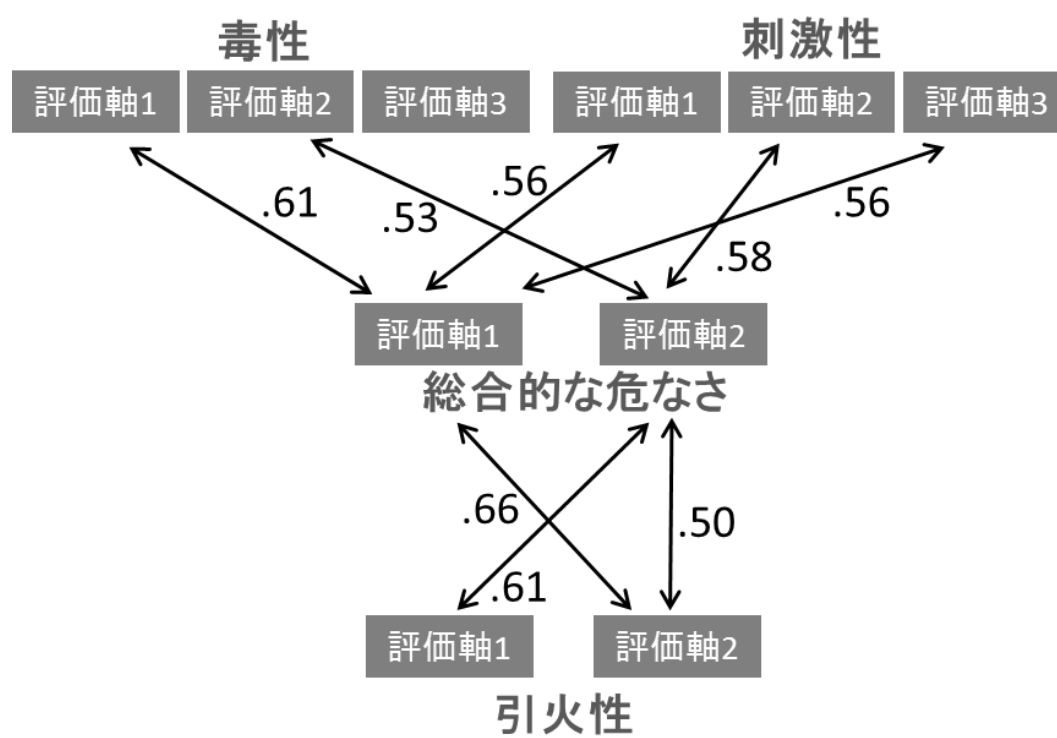 毒性
刺激性
評価軸1
評価軸2
評価軸3
評価軸1
評価軸2
評価軸3
.61
.53
.56
.58
.56
評価軸1
評価軸2
総合的な危なさ
.66
.61
.50
評価軸1
評価軸2
引火性